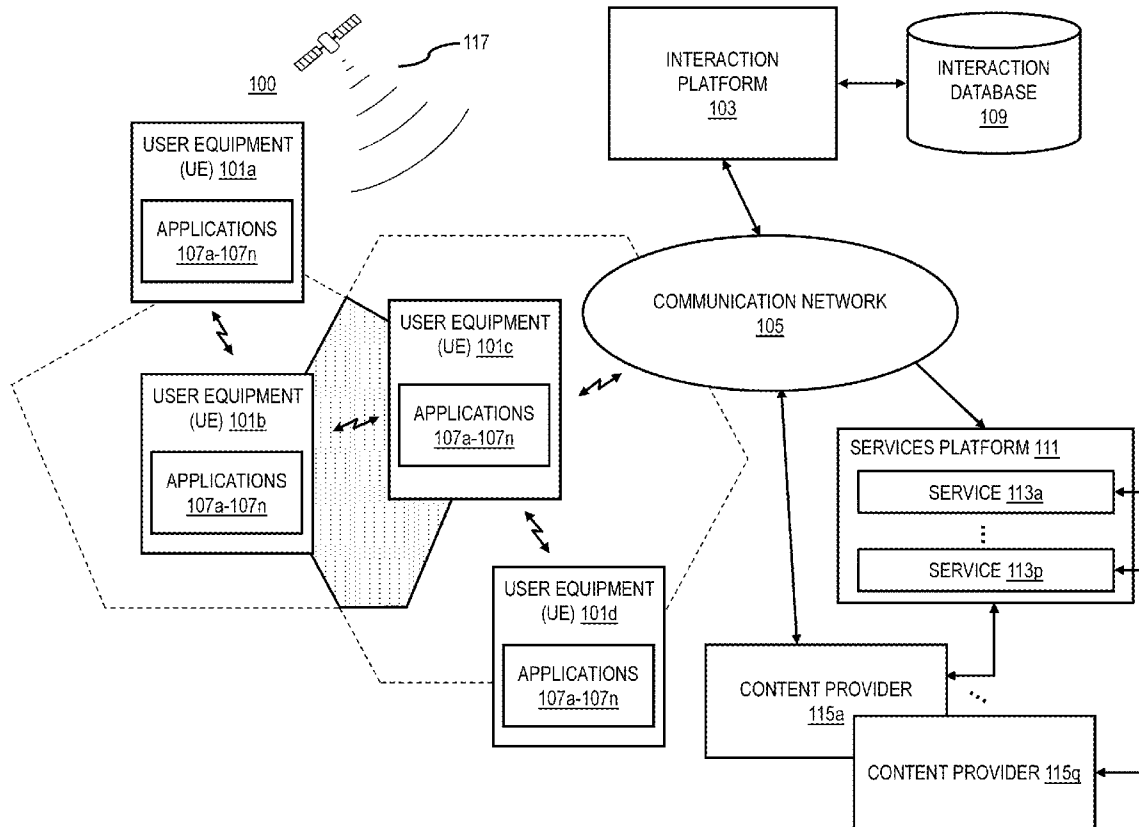 117
100
INTERACTION
PLATFORM
103
INTERACTION
DATABASE
109
USER EQUIPMENT
(UE) 101a
APPLICATIONS
107a-107n
USER EQUIPMENT
(UE) 101c
APPLICATIONS
107a-107n
COMMUNICATION NETWORK
105
USER EQUIPMENT
(UE) 101b
APPLICATIONS
107a-107n
SERVICES PLATFORM 111
SERVICE 113a
...
SERVICE 113p
USER EQUIPMENT
(UE) 101d
APPLICATIONS
107a-107n
CONTENT PROVIDER
115a
...
CONTENT PROVIDER 115q